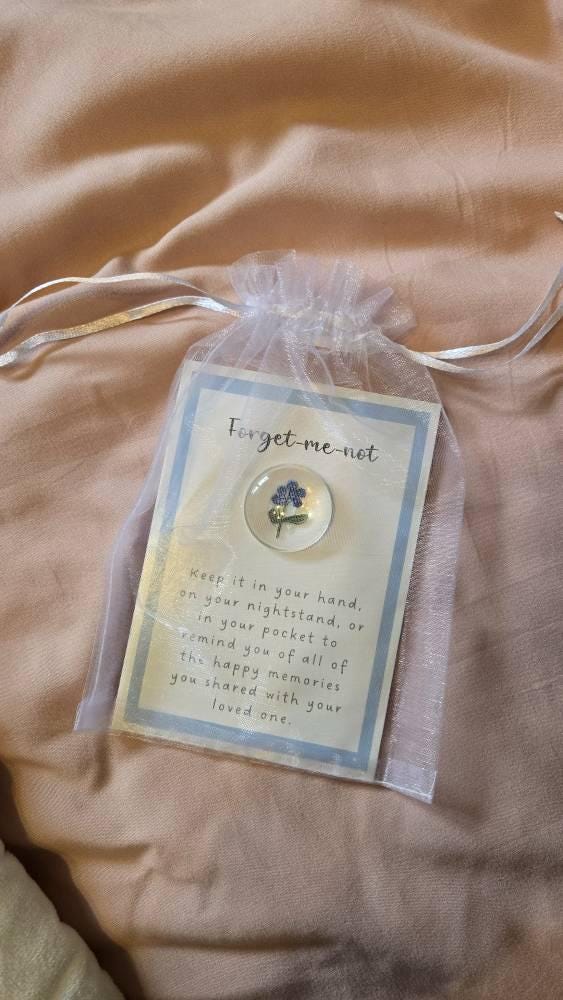 Forget-me-not
Keep it in your hand,
on your nightstand, or
in your pocket to
remind you of all of
the happy memories
you shared with your
loved one.